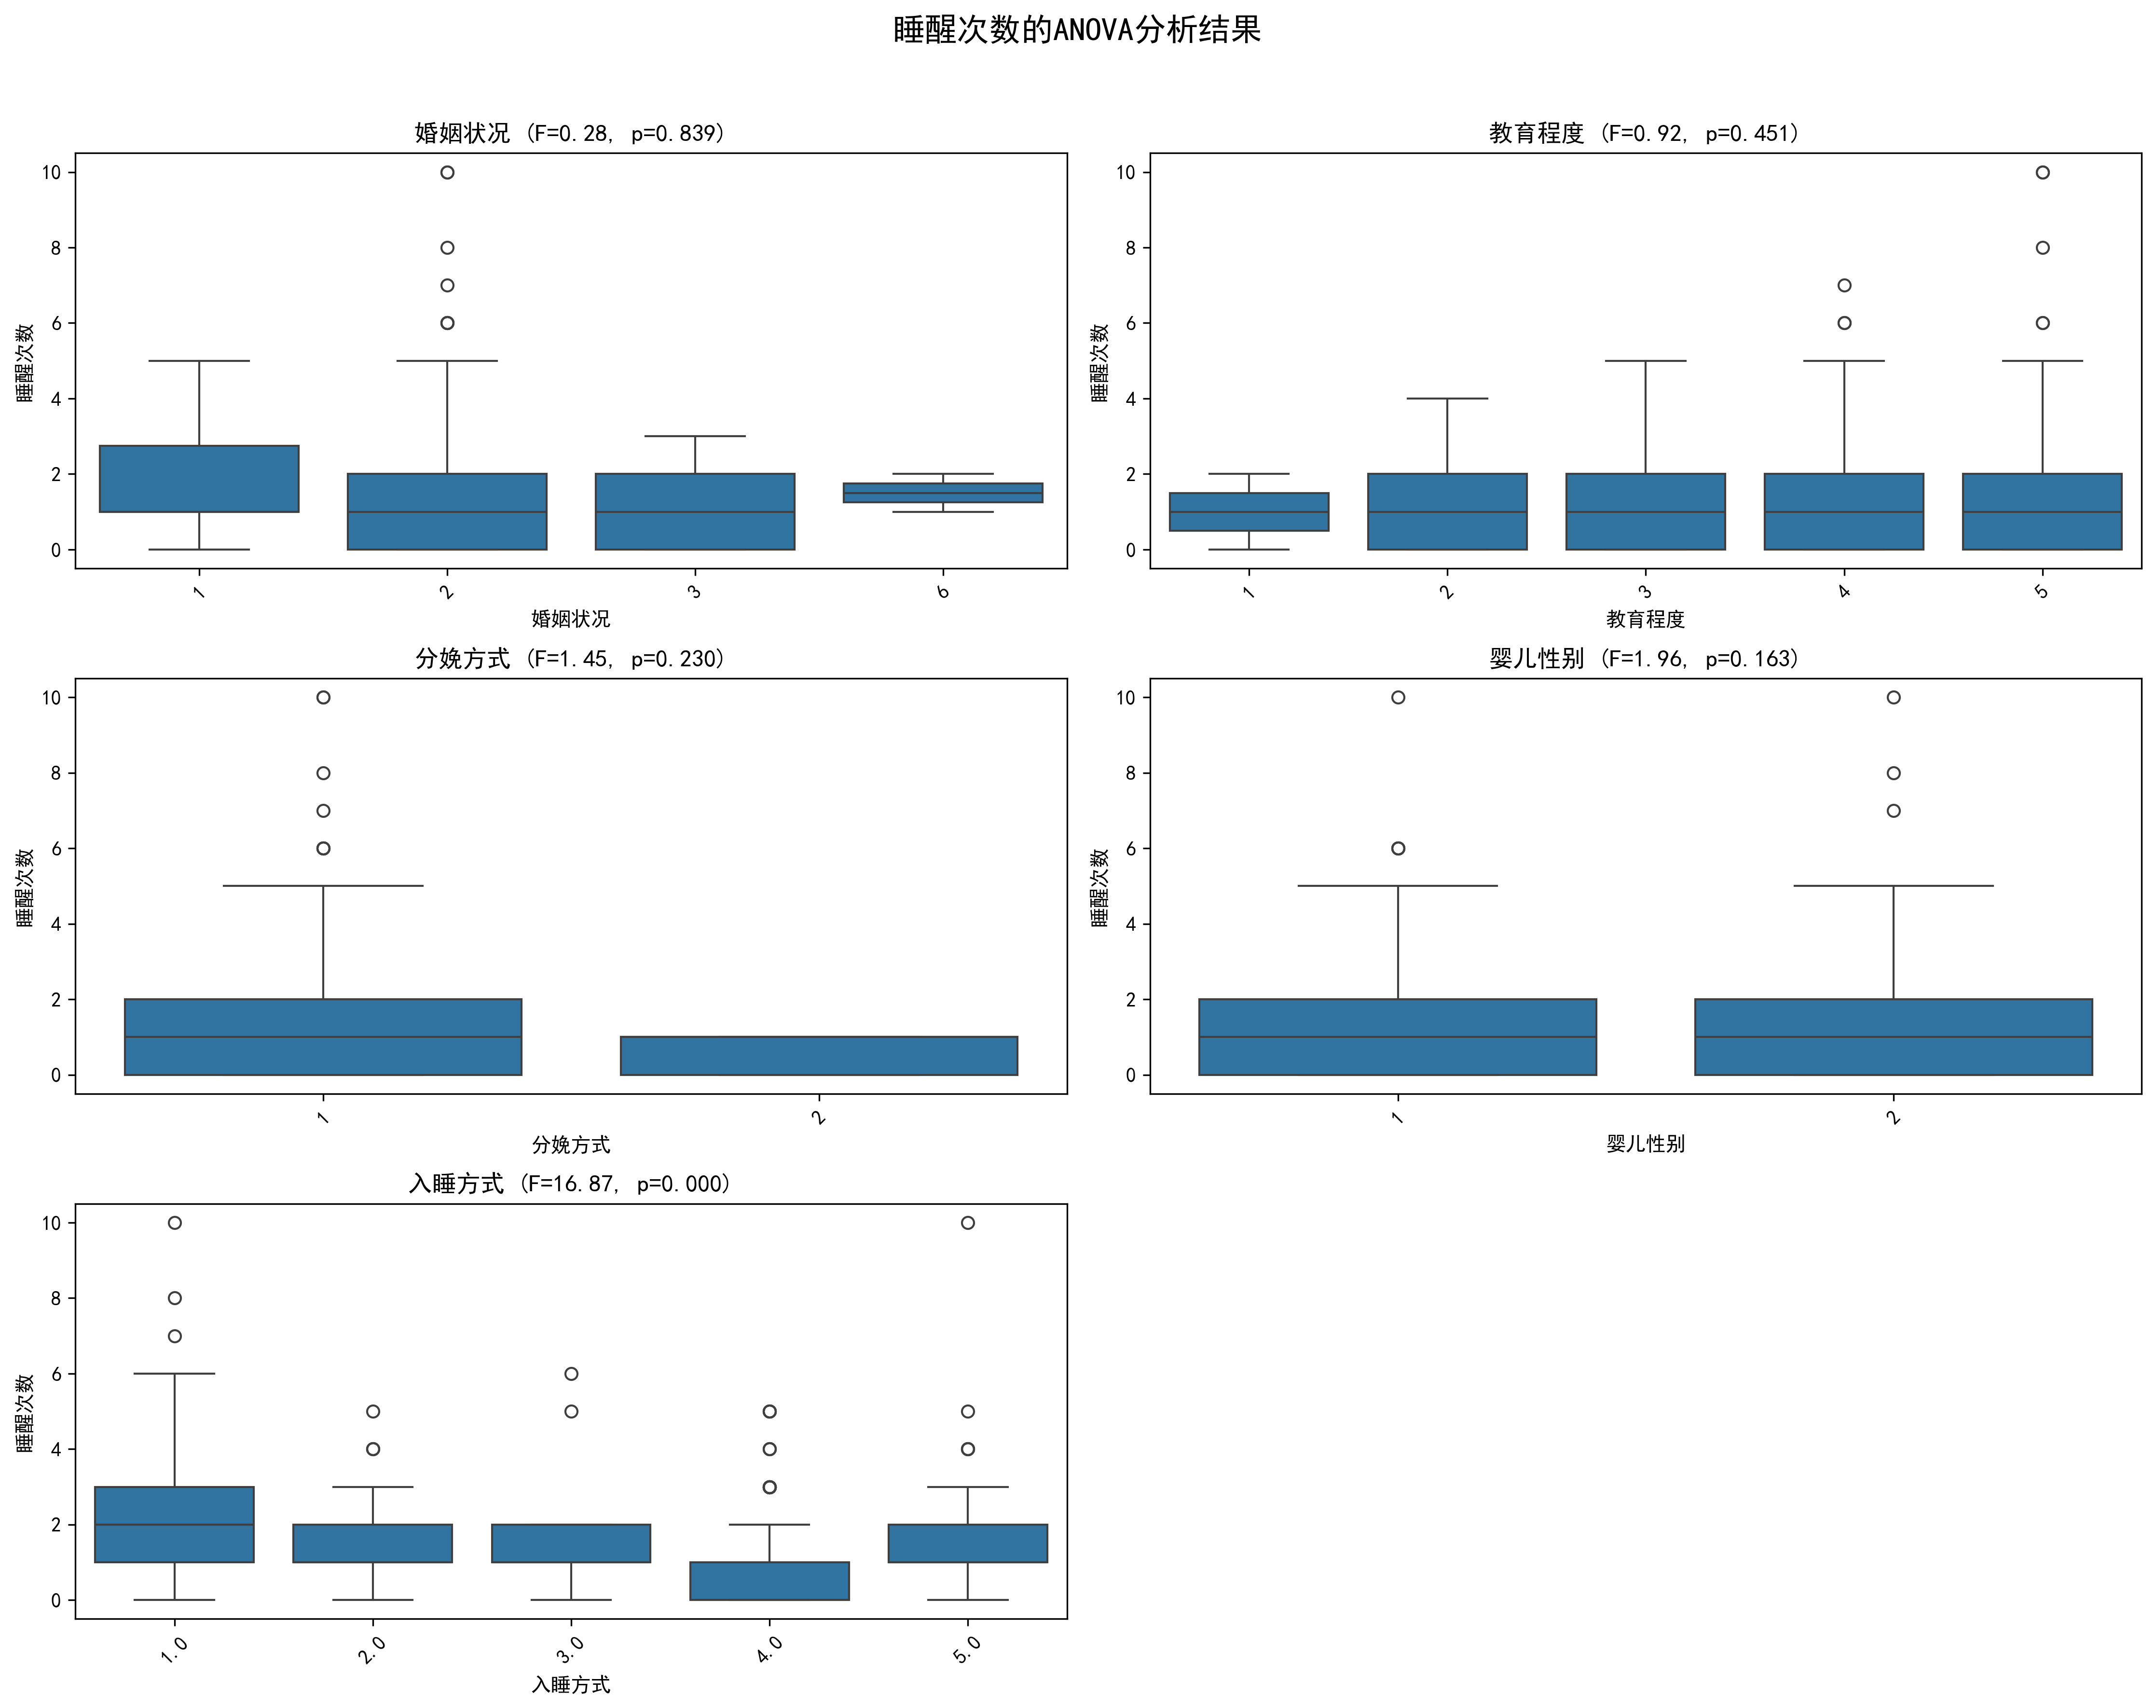 睡醒次数的ANOVA分析结果
婚姻状况 (F=0.28, p=0.839)
10
8
6
4
2
0
睡醒次数
1 2 3 6
婚姻状况
教育程度 (F=0.92, p=0.451)
10
8
6
4
2
0
睡醒次数
1 2 3 4 5
教育程度
分娩方式 (F=1.45, p=0.230)
10
8
6
4
2
0
睡醒次数
1 2
分娩方式
婴儿性别 (F=1.96, p=0.163)
10
8
6
4
2
0
睡醒次数
1 2
婴儿性别
入睡方式 (F=16.87, p=0.000)
10
8
6
4
2
0
睡醒次数
1.0 2.0 3.0 4.0 5.0
入睡方式